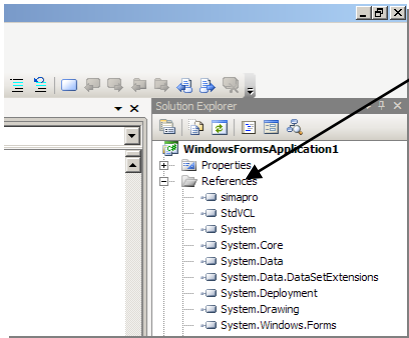 Solution Explorer
WindowsFormsApplication1
Properties
References
simapro
StdVCL
System
System.Core
System.Data
System.Data.DataSetExtensions
System.Deployment
System.Drawing
System.Windows.Forms